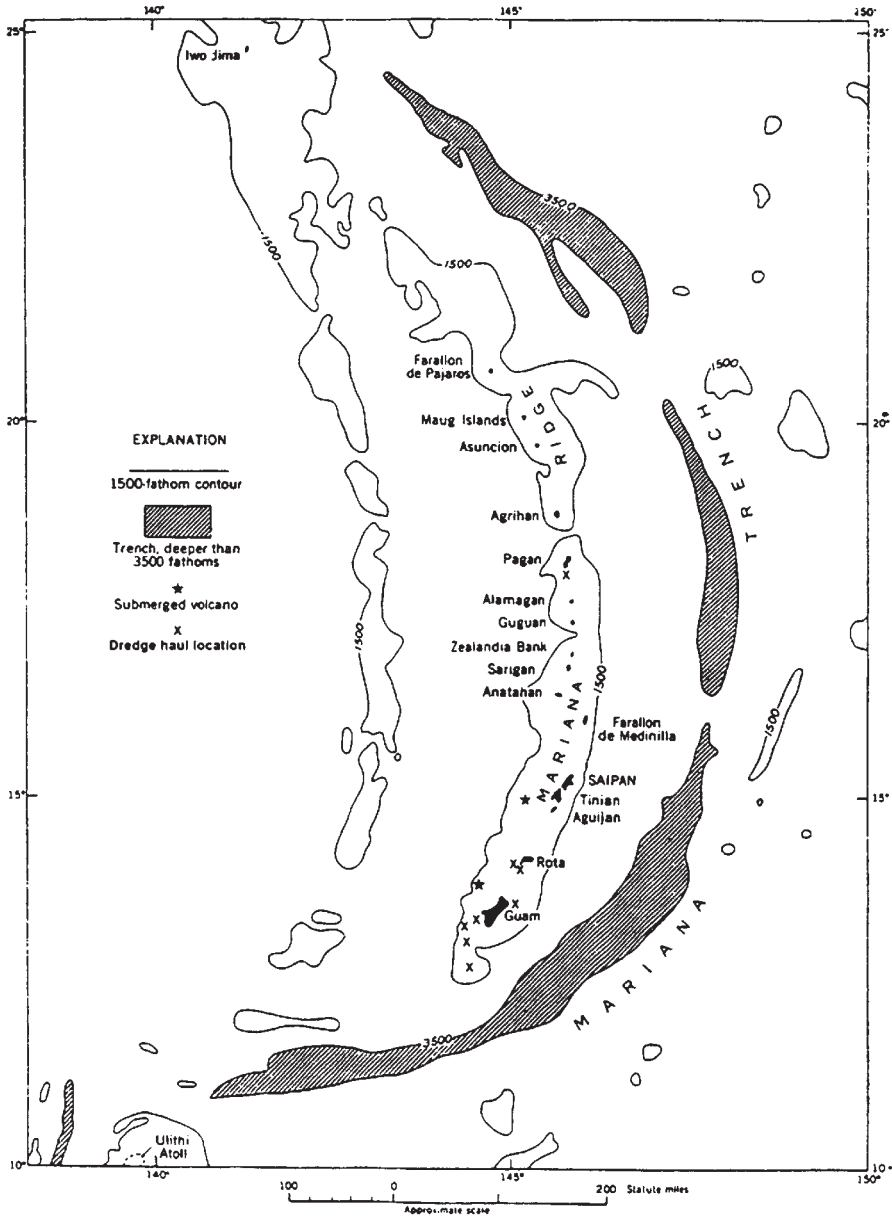 140°
145°
150°
25°
25°
Iwo Jima
3500
1500
1500
1500
Farallon
de Pajaros
RIDGE
Maug Islands
20°
20°
Asuncion
TRENCH
EXPLANATION
1500-fathom contour
Agrihan
Trench, deeper than
3500 fathoms
Pagan
Submerged volcano
Alamagan
x Dredge haul location
Guguan
Zealandia Bank
Sarigan
Anatahan
1500
1500
1500
MARIANA
Farallon
de Medinilla
15°
15°
SAIPAN
Tinian
Aguijan
Rota
Guam
MARIANA
3500
Ulithi
Atoll
10°
10°
140°
145°
150°
100 0 200 Statute miles
Approximate scale